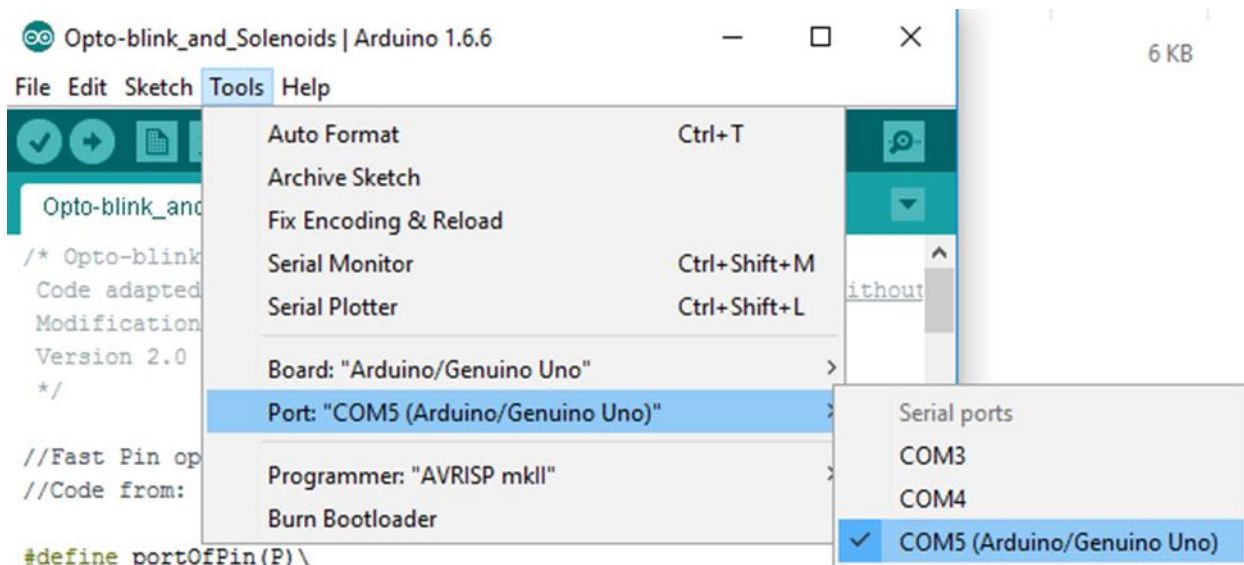 Opto-blink_and_Solenoids | Arduino 1.6.6
6 KB
File Edit Sketch Tools Help
Auto Format Ctrl+T
Archive Sketch
Opto-blink_and
Fix Encoding & Reload
/* Opto-blink
Serial Monitor Ctrl+Shift+M
Code adapted
ithout
Serial Plotter Ctrl+Shift+L
Modification
Version 2.0
Board: "Arduino/Genuino Uno"
*/
Port: "COM5 (Arduino/Genuino Uno)"
Serial ports
//Fast Pin op
COM3
Programmer: "AVRISP mkII"
//Code from:
COM4
Burn Bootloader
COM5 (Arduino/Genuino Uno)
#define portOfPin(P)\